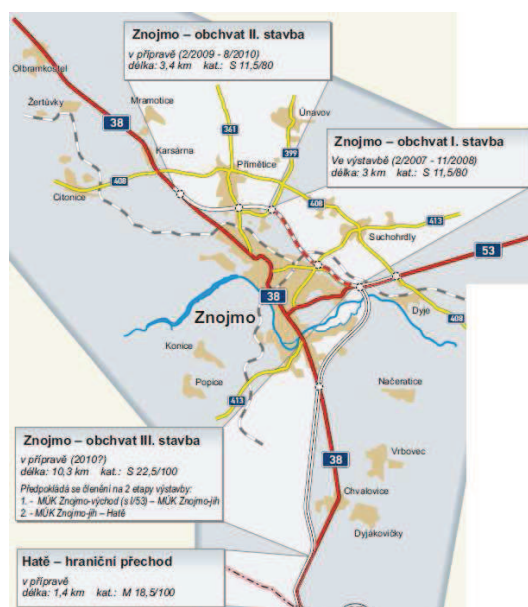 Znojmo – obchvat II. stavba
v přípravě (2/2009 - 8/2010)
délka: 3,4 km kat.: S 11,5/80
Olbramkostel
Žertůvky
Mramotice
38
Karsárna
361
Únavov
399
Přímětice
Znojmo – obchvat I. stavba
Ve výstavbě (2/2007 - 11/2008)
délka: 3 km kat.: S 11,5/80
Citonice
408
408
413
Suchohrdly
53
38
Znojmo
Dyje
408
Konice
Popice
413
Načeratice
Znojmo – obchvat III. stavba
v přípravě (2010?)
délka: 10,3 km kat.: S 22,5/100
Předpokládá se členění na 2 etapy výstavby:
1. - MÚK Znojmo-východ (s I/53) – MÚK Znojmo-jih
2. - MÚK Znojmo-jih – Hatě
Vrbovec
38
Chvalovice
Dyjákovičky
Hatě – hraniční přechod
v přípravě
délka: 1,4 km kat.: M 18,5/100